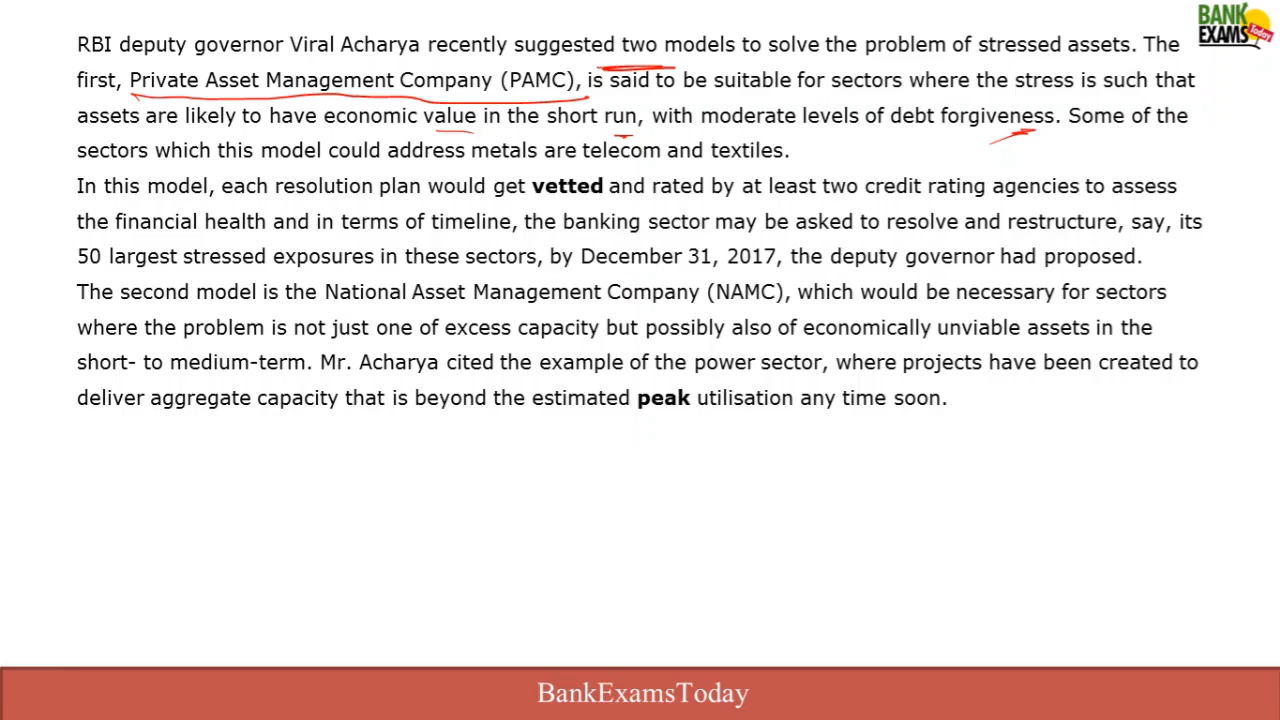 BANK
EXAMS Today
RBI deputy governor Viral Acharya recently suggested two models to solve the problem of stressed assets. The
first, Private Asset Management Company (PAMC), is said to be suitable for sectors where the stress is such that
assets are likely to have economic value in the short run, with moderate levels of debt forgiveness. Some of the
sectors which this model could address metals are telecom and textiles.
In this model, each resolution plan would get vetted and rated by at least two credit rating agencies to assess
the financial health and in terms of timeline, the banking sector may be asked to resolve and restructure, say, its
50 largest stressed exposures in these sectors, by December 31, 2017, the deputy governor had proposed.
The second model is the National Asset Management Company (NAMC), which would be necessary for sectors
where the problem is not just one of excess capacity but possibly also of economically unviable assets in the
short- to medium-term. Mr. Acharya cited the example of the power sector, where projects have been created to
deliver aggregate capacity that is beyond the estimated peak utilisation any time soon.
BankExamsToday